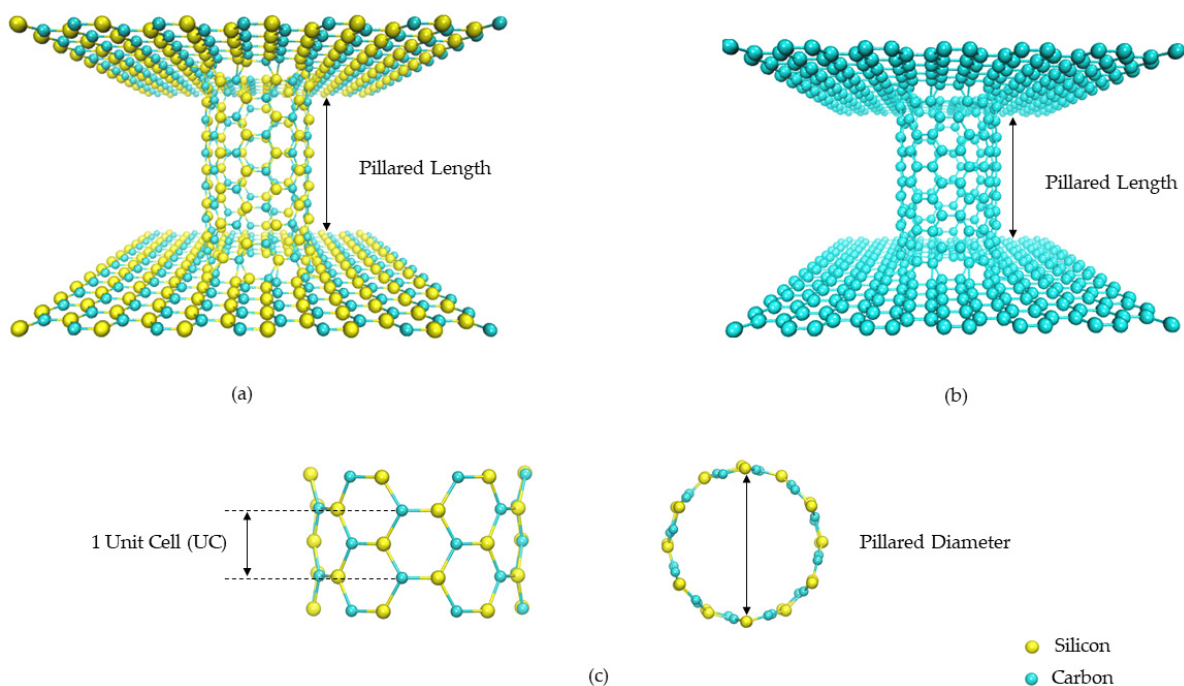 Pillared Length
Pillared Length
(a)
(b)
1 Unit Cell (UC)
Pillared Diameter
Silicon
Carbon
(c)